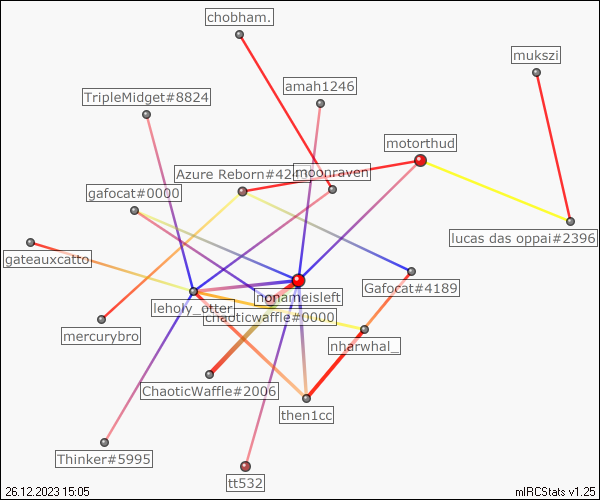 chobham.
mukszi
amah1246
TripleMidget#8824
motorthud
Azure Reborn#424
moonraven
gafocat#0000
lucas das oppai#2396
gateauxcatto
Gafocat#4189
nonameisleft
leholy_otter
chaoticwaffle#0000
mercurybro
nharwhal_
ChaoticWaffle#2006
then1cc
Thinker#5995
tt532
26.12.2023 15:05
mIRCStats v1.25